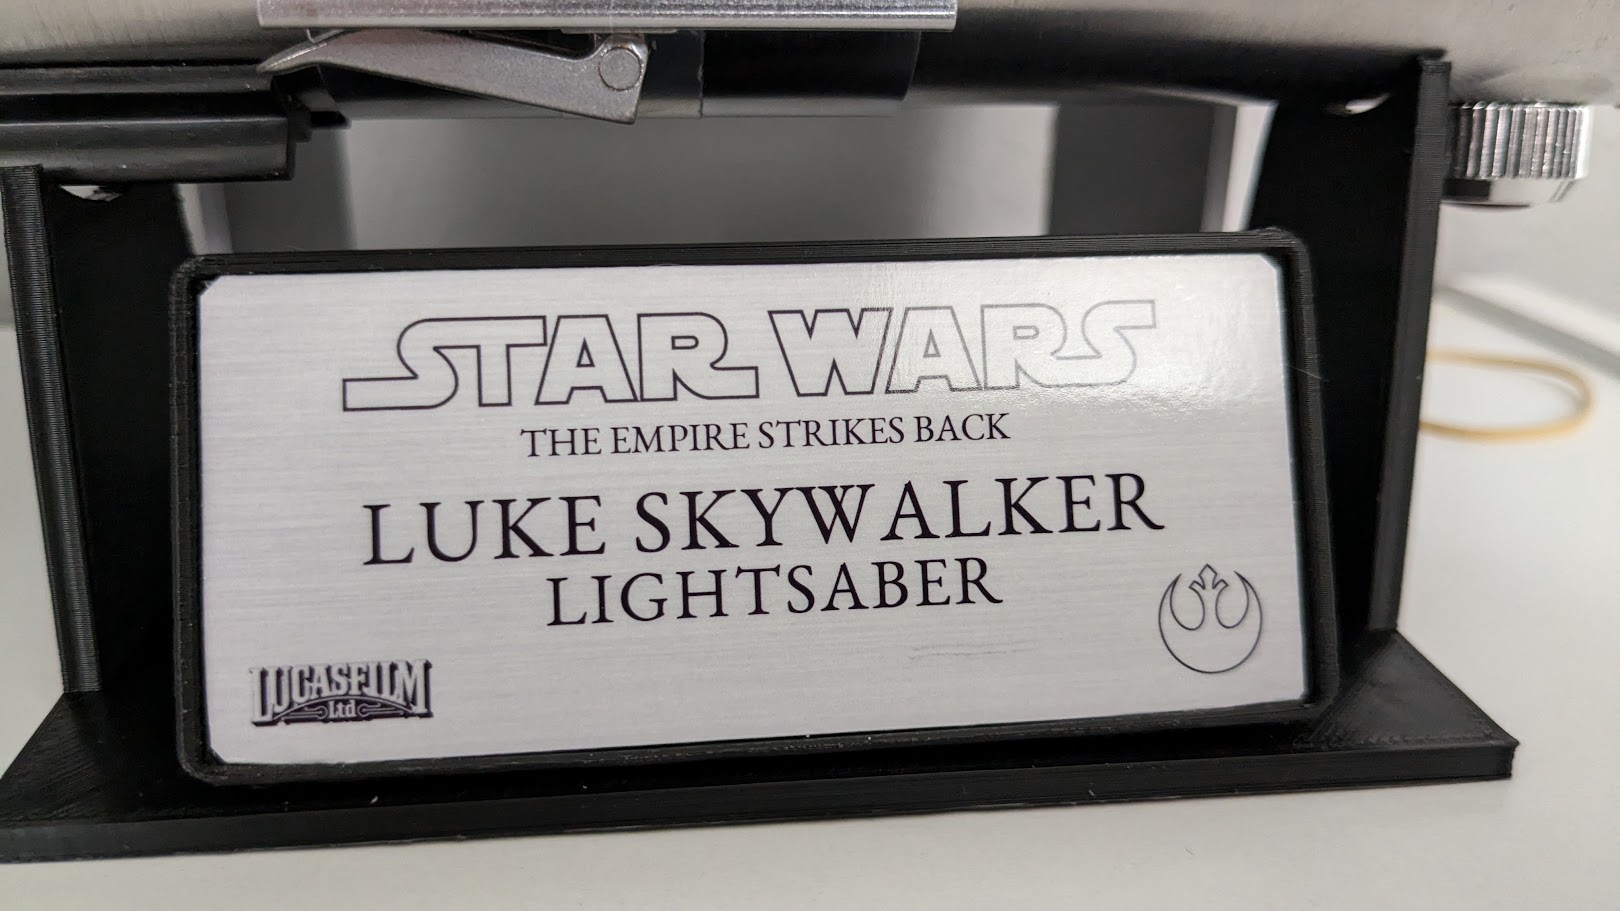 STAR WARS
THE EMPIRE STRIKES BACK
LUKE SKYWALKER
LIGHTSABER
LUCASFILM
Ltd